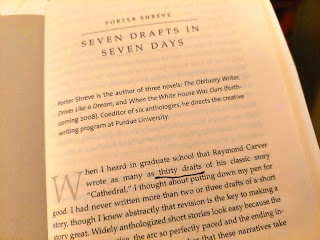 PORTER SHREVE
SEVEN DRAFTS IN
SEVEN DAYS
Porter Shreve is the author of three novels: The Obituary Writer,
Drives Like a Dream, and When the White House Was Ours (forth-
coming 2008). Coeditor of six anthologies, he directs the creative
writing program at Purdue University.
When I heard in graduate school that Raymond Carver
wrote as many as thirty drafts of his classic story
"Cathedral," I thought about putting down my pen for
good. I had never written more than two or three drafts of a short
story, though I knew abstractly that revision is the key to making a
story great. Widely anthologized short stories look easy because the
the arc so perfectly paced and the ending in-
that these narratives take